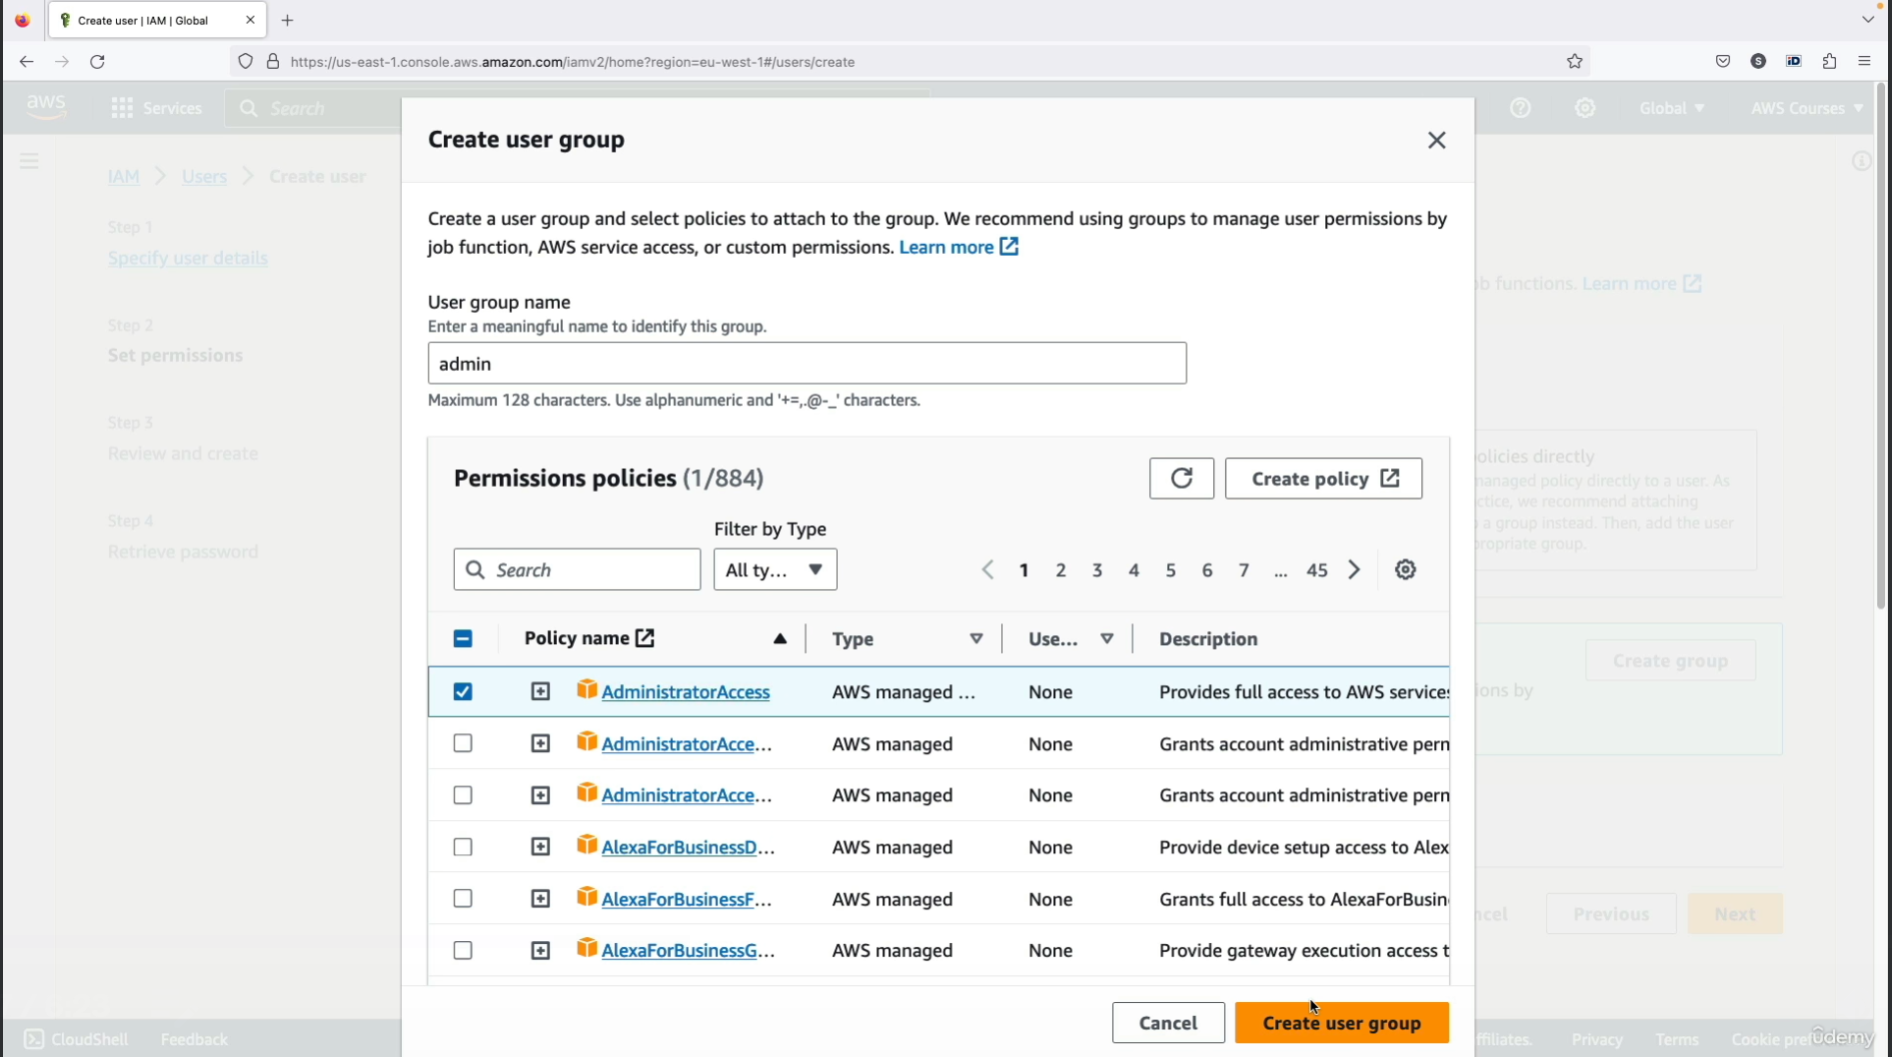 Create user | IAM | Global
https://us-east-1.console.aws.amazon.com/iamv2/home?region=eu-west-1#/users/create
aws
Services
Search
Global
AWS Courses
IAM
Users
Create user
Step 1
Specify user details
Step 2
Set permissions
Step 3
Review and create
Step 4
Retrieve password
Create user group
Create a user group and select policies to attach to the group. We recommend using groups to manage user permissions by
job function, AWS service access, or custom permissions. Learn more
User group name
Enter a meaningful name to identify this group.
admin
Maximum 128 characters. Use alphanumeric and '+=,.@-_' characters.
Permissions policies (1/884)
Create policy
Filter by Type
Search
All ty...
1 2 3 4 5 6 7 ... 45
Policy name Type Use... Description
AdministratorAccess AWS managed ... None Provides full access to AWS services
AdministratorAcce... AWS managed None Grants account administrative perm
AdministratorAcce... AWS managed None Grants account administrative perm
AlexaForBusinessD... AWS managed None Provide device setup access to Alex
AlexaForBusinessF... AWS managed None Grants full access to AlexaForBusin
AlexaForBusinessG... AWS managed None Provide gateway execution access t
Cancel
Create user group
job functions. Learn more
policies directly
managed policy directly to a user. As
ctice, we recommend attaching
a group instead. Then, add the user
propriate group.
Create group
ions by
ncel
Previous
Next
CloudShell
Feedback
ffiliates.
Privacy
Terms
Cookie pre
ûdemy